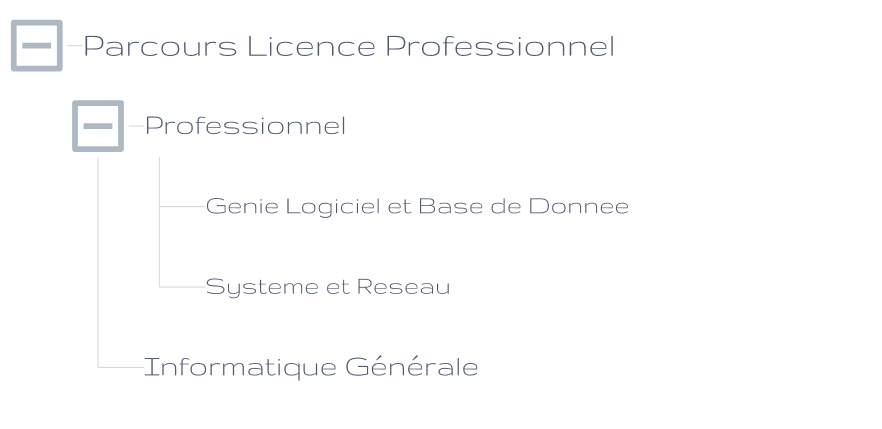 Parcours Licence Professionnel
Professionnel
Genie Logiciel et Base de Donnee
Systeme et Reseau
Informatique Générale